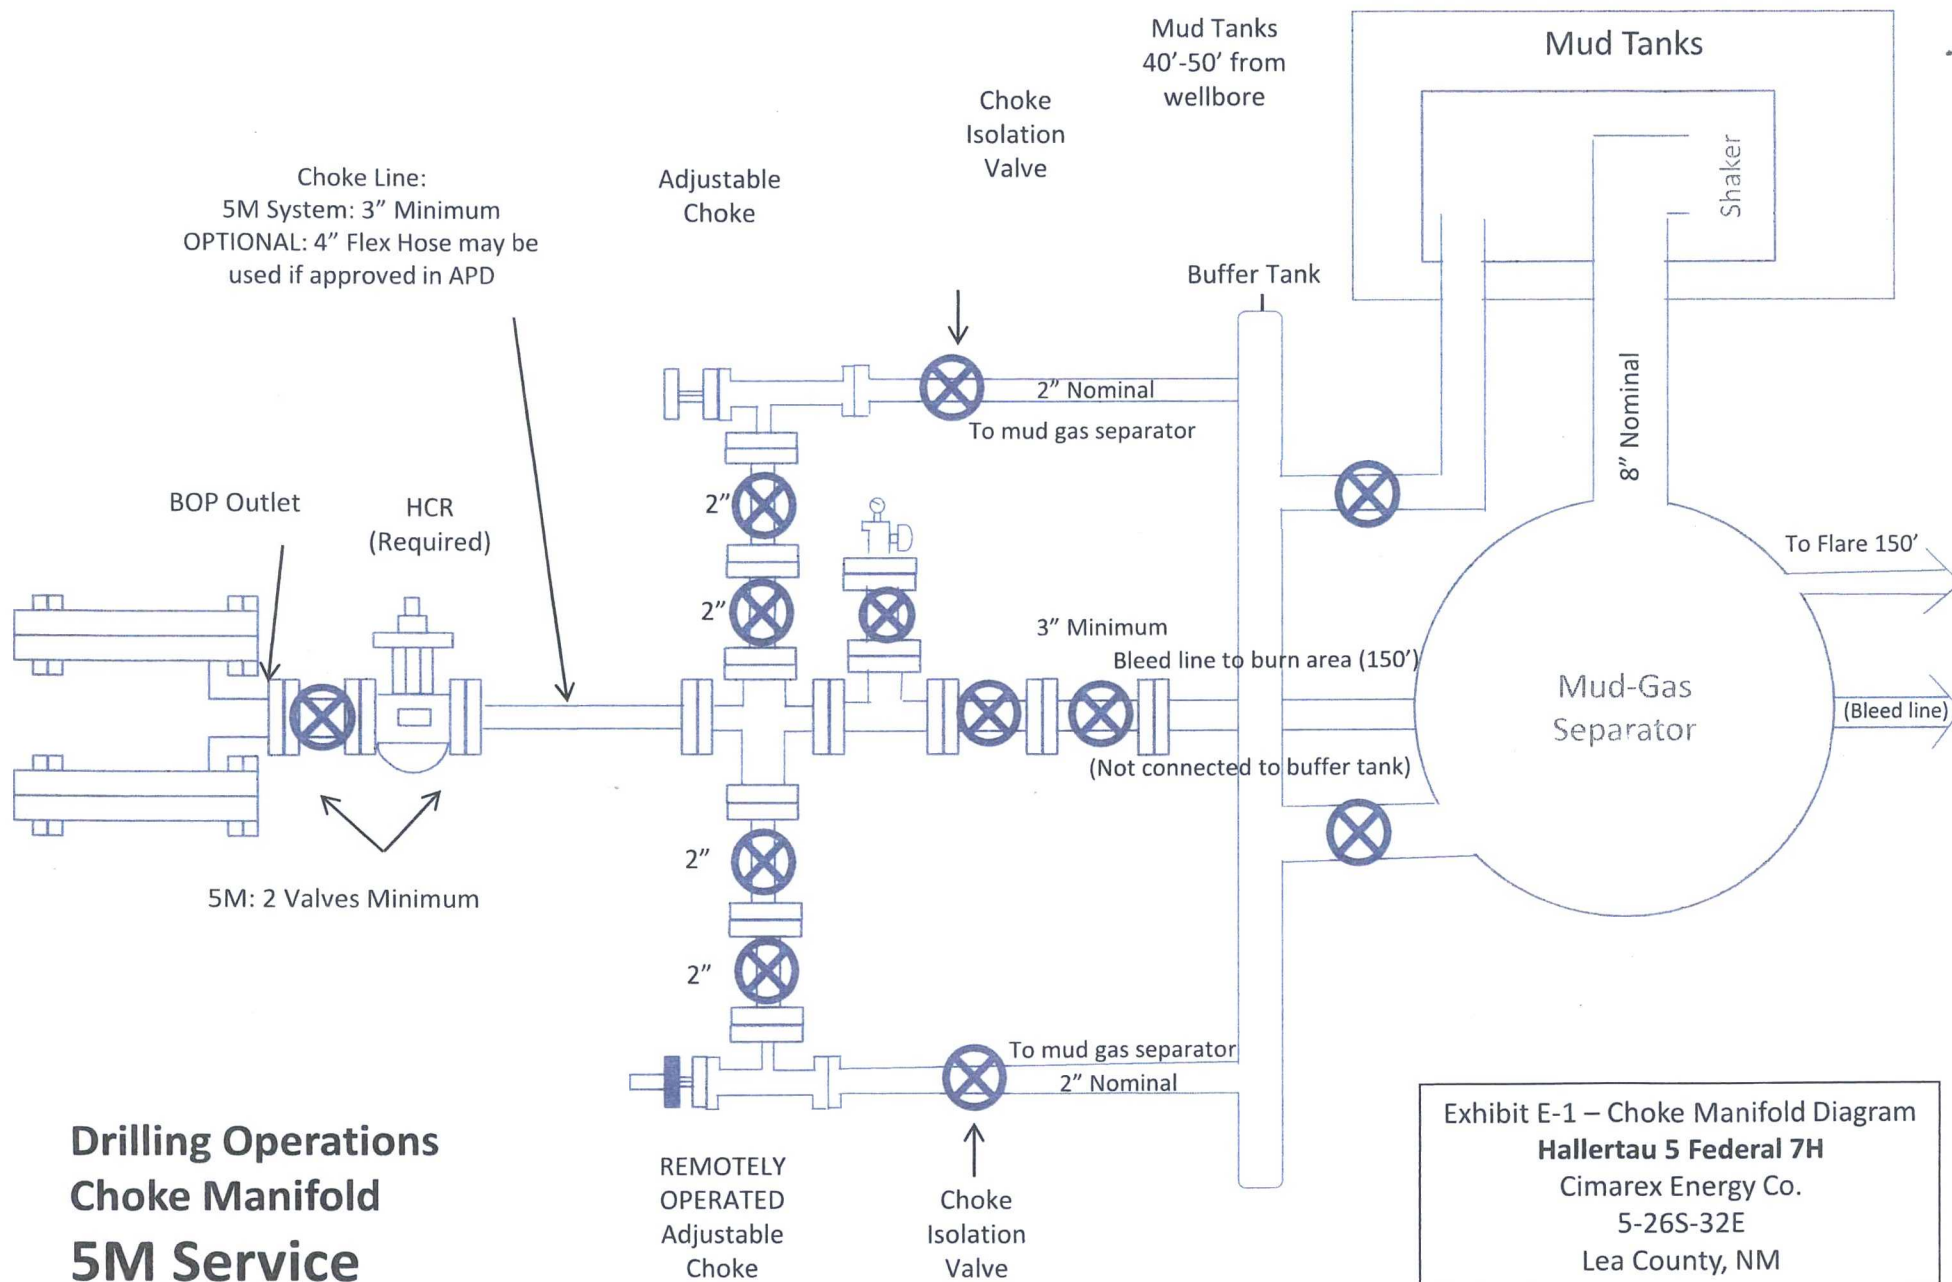 Mud Tanks
40’-50’ from
wellbore
Mud Tanks
Shaker
Choke
Isolation
Valve
Choke Line:
5M System: 3” Minimum
OPTIONAL: 4” Flex Hose may be
used if approved in APD
Adjustable
Choke
Buffer Tank
2” Nominal
To mud gas separator
8” Nominal
BOP Outlet
HCR
(Required)
2”
2”
To Flare 150’
3” Minimum
Bleed line to burn area (150’)
Mud-Gas
Separator
(Bleed line)
(Not connected to buffer tank)
5M: 2 Valves Minimum
2”
2”
To mud gas separator
2” Nominal
REMOTELY
OPERATED
Adjustable
Choke
Choke
Isolation
Valve
Drilling Operations
Choke Manifold
5M Service
Exhibit E-1 – Choke Manifold Diagram
Hallertau 5 Federal 7H
Cimarex Energy Co.
5-26S-32E
Lea County, NM